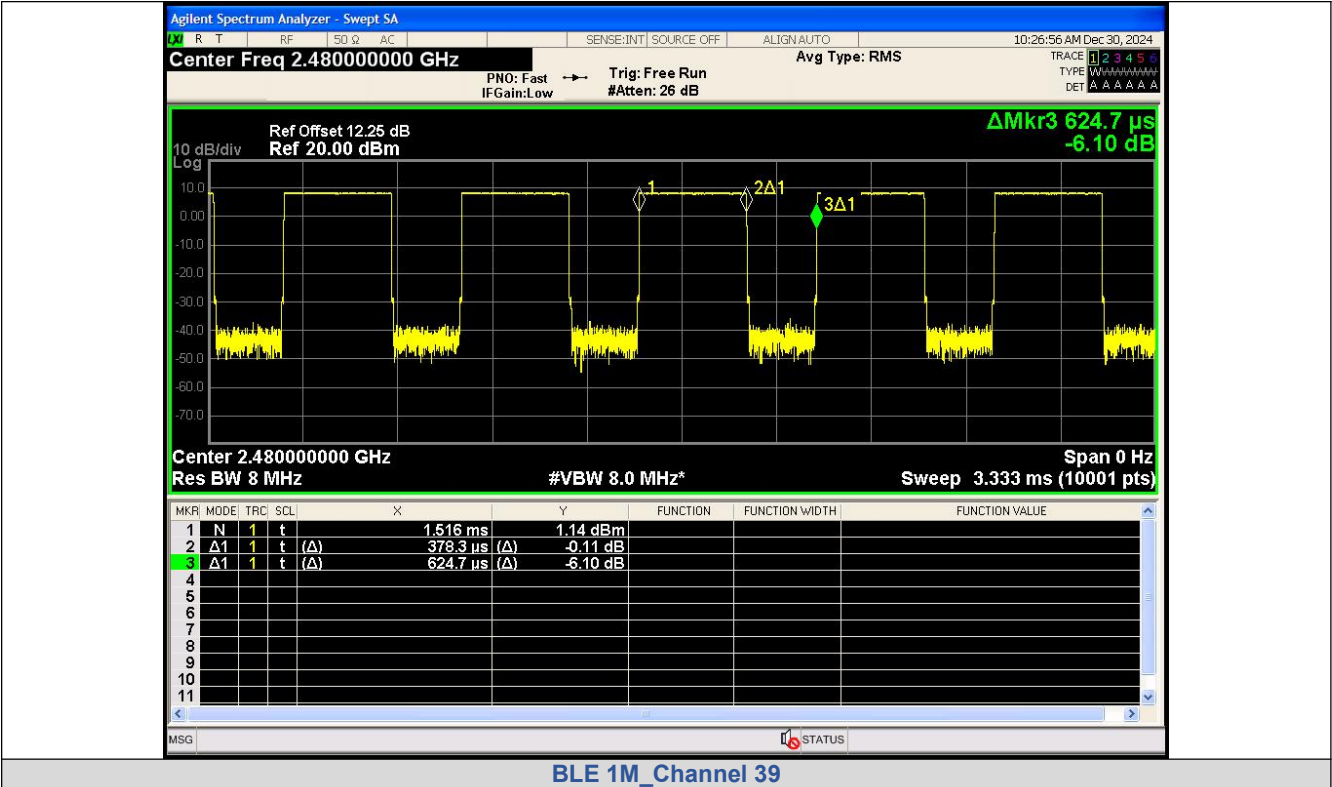 Agilent Spectrum Analyzer - Swept SA
LXI R T RF 50 Ω AC SENSE:INT SOURCE OFF ALIGNAUTO 10:26:56 AM Dec 30, 2024
Center Freq 2.480000000 GHz Avg Type: RMS TRACE 1 2 3 4 5 6
PNO: Fast Trig: Free Run TYPE WWWWWW
IFGain:Low #Atten: 26 dB DET A A A A A A
ΔMkr3 624.7 µs
Ref Offset 12.25 dB
10 dB/div Ref 20.00 dBm -6.10 dB
Log
10.0
0.00
-10.0
-20.0
-30.0
-40.0
-50.0
-60.0
-70.0
1 2Δ1 3Δ1
Center 2.480000000 GHz Span 0 Hz
Res BW 8 MHz #VBW 8.0 MHz* Sweep 3.333 ms (10001 pts)
MKR MODE TRC SCL X Y FUNCTION FUNCTION WIDTH FUNCTION VALUE
1 N 1 t 1.516 ms 1.14 dBm
2 Δ1 1 t (Δ) 378.3 µs (Δ) -0.11 dB
3 Δ1 1 t (Δ) 624.7 µs (Δ) -6.10 dB
4
5
6
7
8
9
10
11
MSG STATUS
BLE 1M_Channel 39